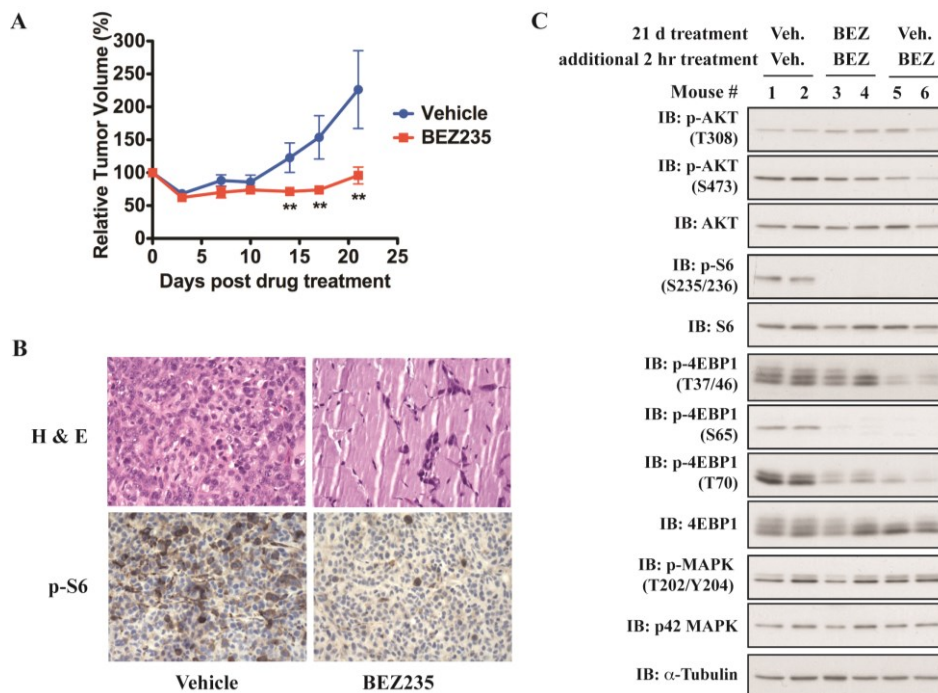 A
Relative Tumor Volume (%)
300
250
200
150
100
50
0
0 5 10 15 20 25
Days post drug treatment
Vehicle
BEZ235
**
**
**
B
H & E
p-S6
Vehicle BEZ235
C
21 d treatment Veh. BEZ Veh.
additional 2 hr treatment Veh. BEZ BEZ
Mouse # 1 2 3 4 5 6
IB: p-AKT
(T308)
IB: p-AKT
(S473)
IB: AKT
IB: p-S6
(S235/236)
IB: S6
IB: p-4EBP1
(T37/46)
IB: p-4EBP1
(S65)
IB: p-4EBP1
(T70)
IB: 4EBP1
IB: p-MAPK
(T202/Y204)
IB: p42 MAPK
IB: α-Tubulin